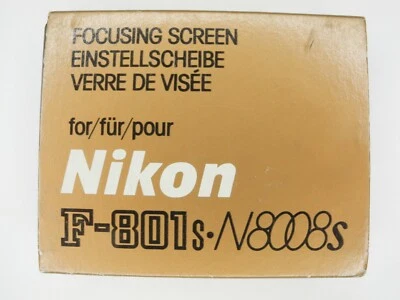 FOCUSING SCREEN
EINSTELLSCHEIBE
VERRE DE VISÉE
for/für/pour
Nikon
F-801s·N8008s